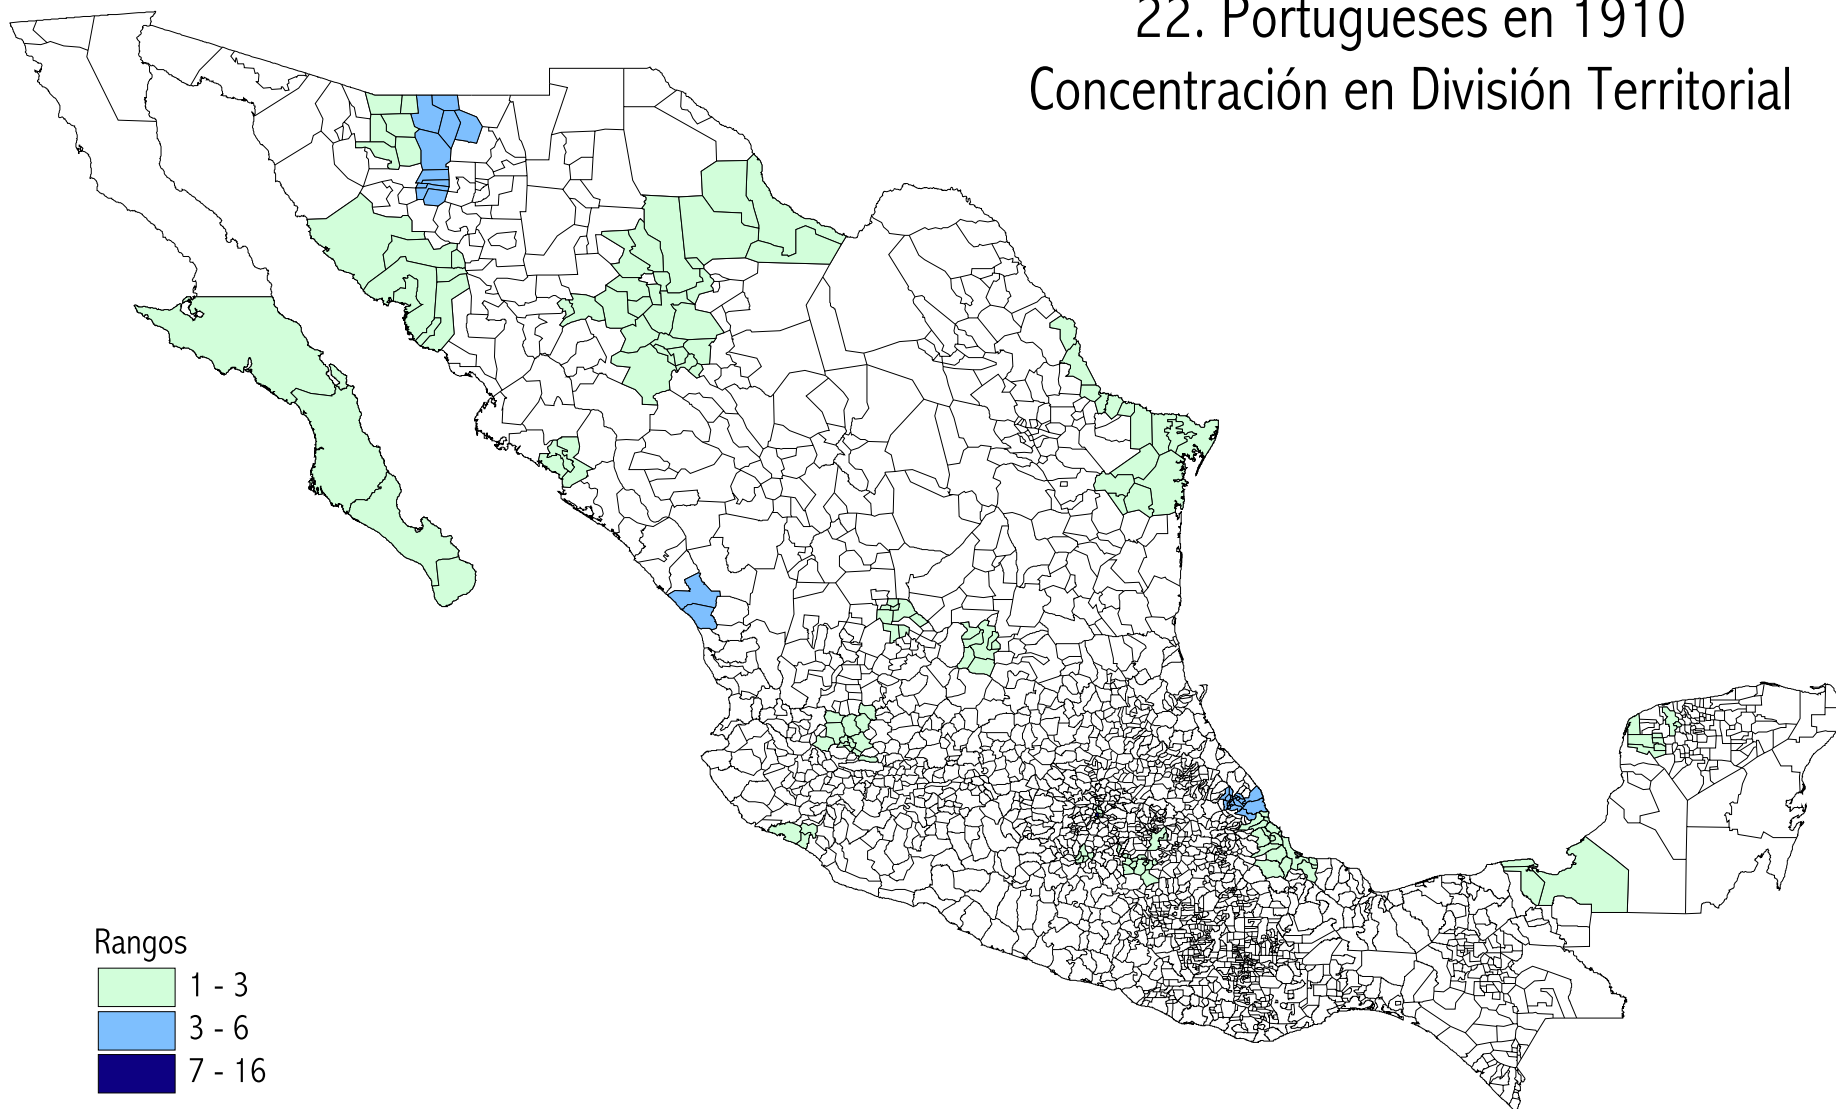 22. Portugueses en 1910
Concentración en División Territorial
Rangos
1 - 3
3 - 6
7 - 16